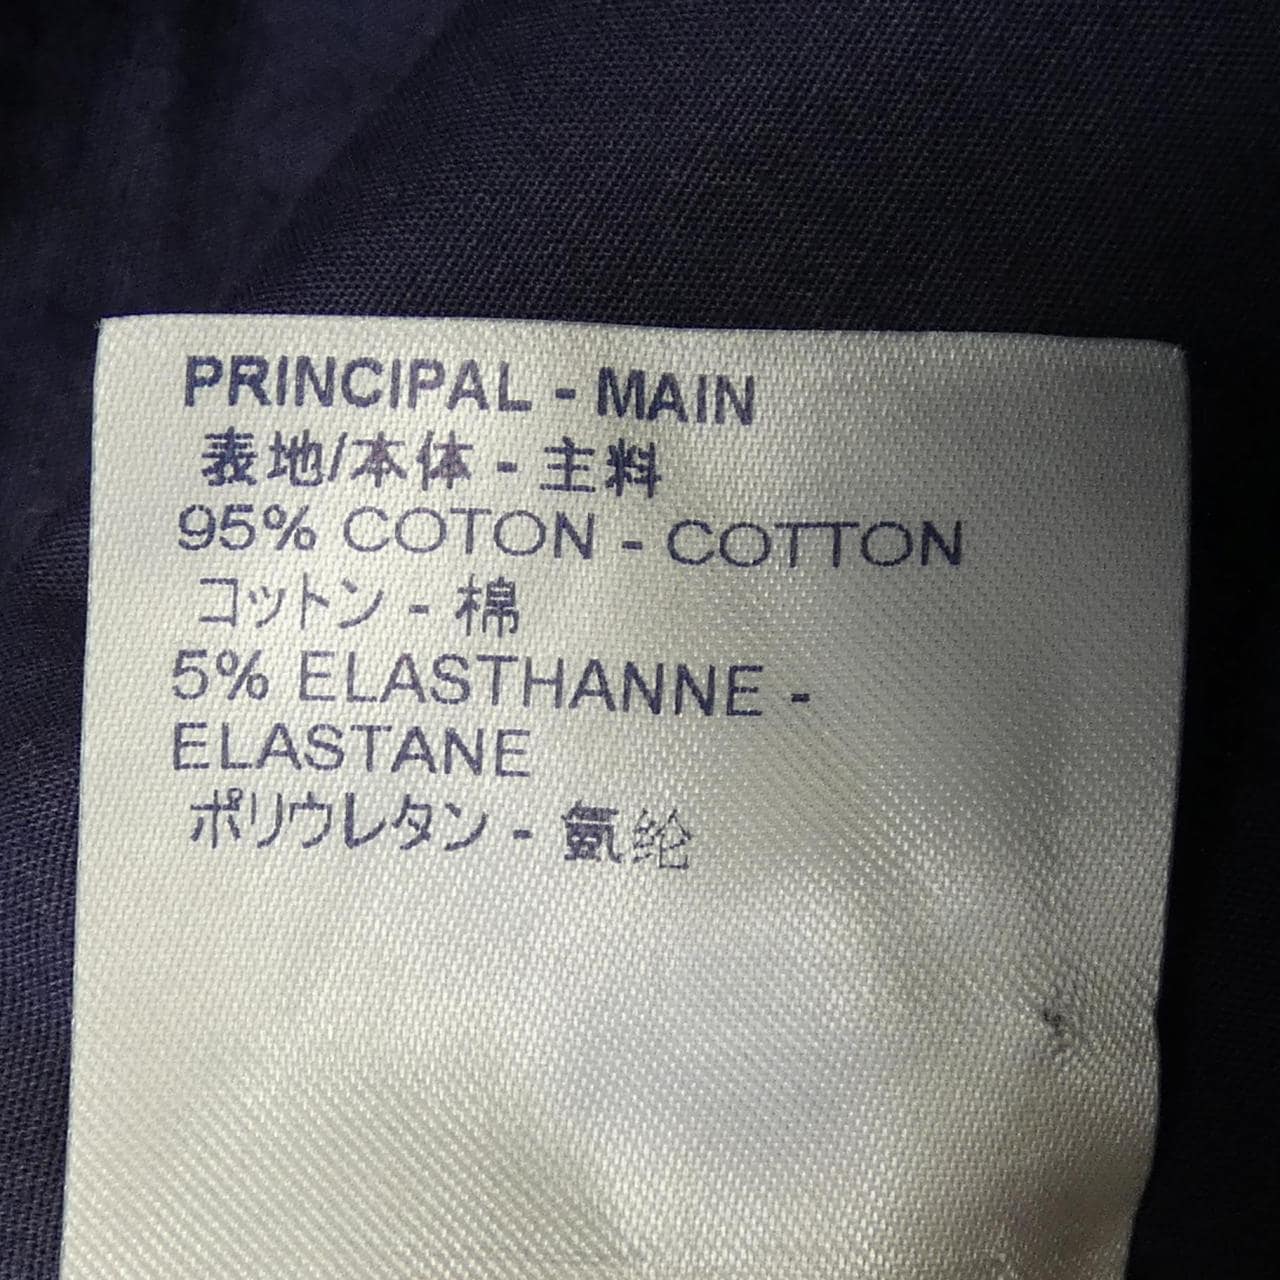 PRINCIPAL - MAIN
表地/本体 - 主料
95% COTON - COTTON
コットン - 棉
5% ELASTHANNE -
ELASTANE
ポリウレタン - 氨纶